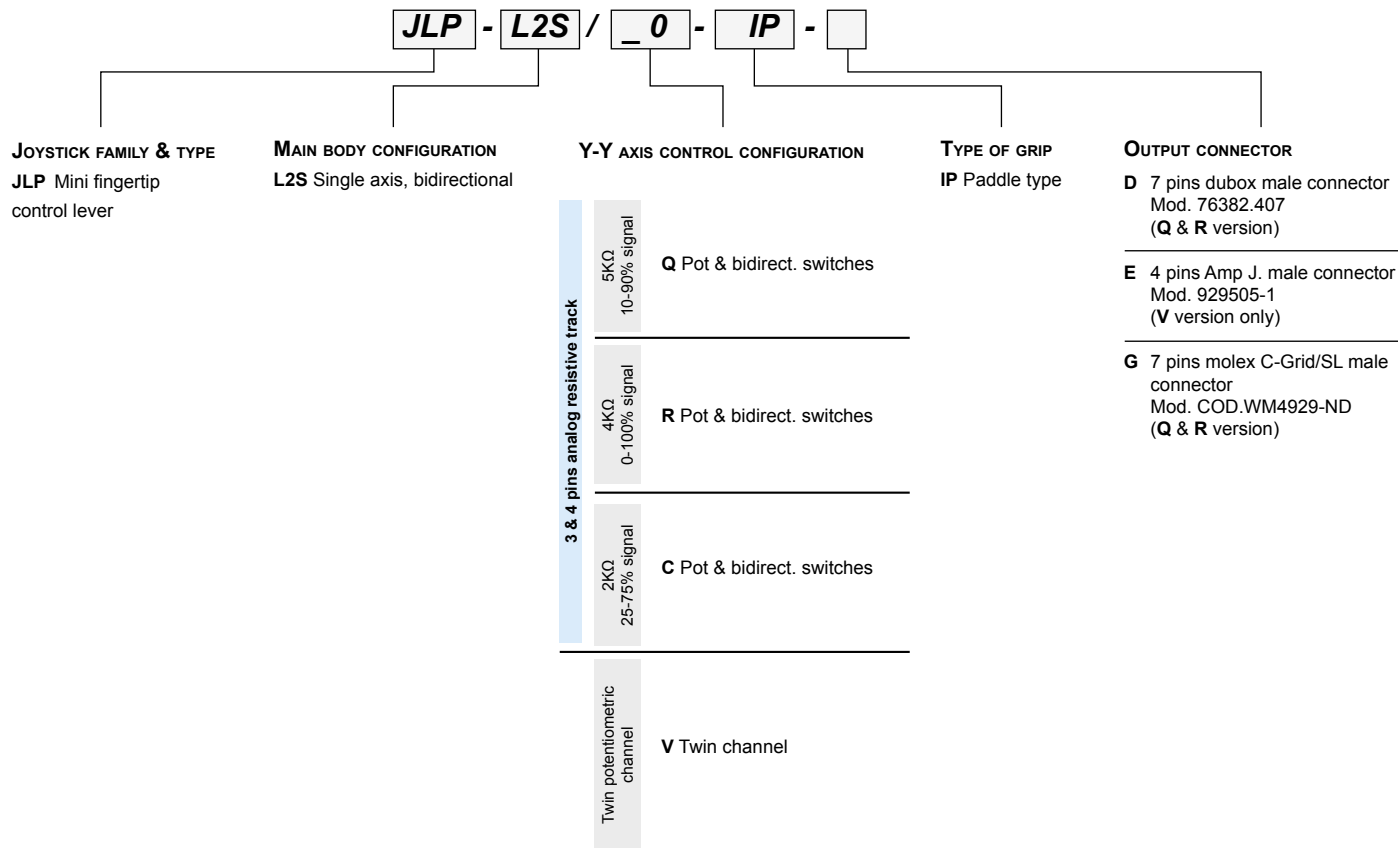 JLP - L2S / _ 0 - IP -
JOYSTICK FAMILY & TYPE
JLP Mini fingertip
control lever
MAIN BODY CONFIGURATION
L2S Single axis, bidirectional
Y-Y AXIS CONTROL CONFIGURATION
3 & 4 pins analog resistive track
5KΩ
10-90% signal
Q Pot & bidirect. switches
4KΩ
0-100% signal
R Pot & bidirect. switches
2KΩ
25-75% signal
C Pot & bidirect. switches
Twin potentiometric
channel
V Twin channel
TYPE OF GRIP
IP Paddle type
OUTPUT CONNECTOR
D 7 pins dubox male connector
Mod. 76382.407
(Q & R version)
E 4 pins Amp J. male connector
Mod. 929505-1
(V version only)
G 7 pins molex C-Grid/SL male
connector
Mod. COD.WM4929-ND
(Q & R version)